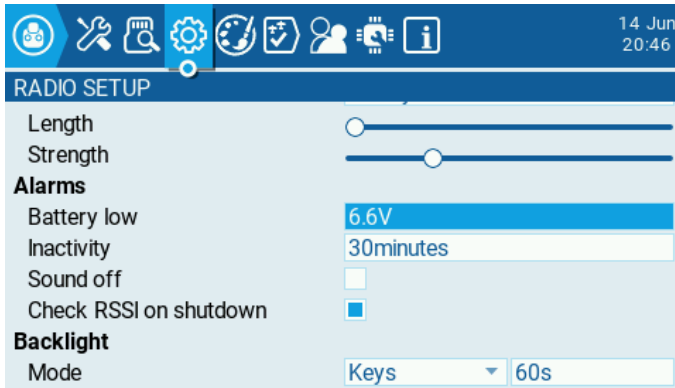 14 Jun
20:46
RADIO SETUP
Length
Strength
Alarms
Battery low 6.6V
Inactivity 30minutes
Sound off
Check RSSI on shutdown
Backlight
Mode Keys 60s